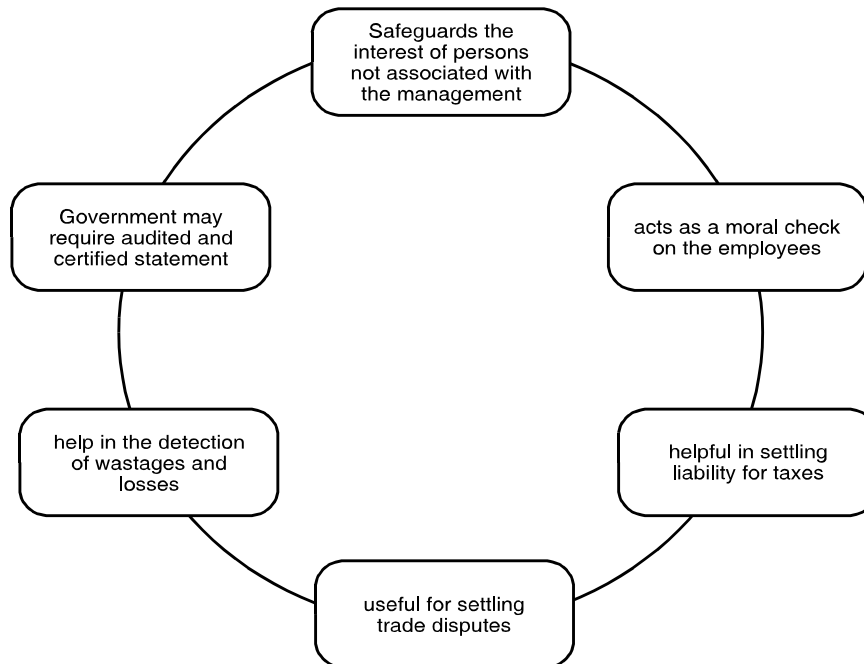 Safeguards the
interest of persons
not associated with
the management
acts as a moral check
on the employees
helpful in settling
liability for taxes
useful for settling
trade disputes
help in the detection
of wastages and
losses
Government may
require audited and
certified statement